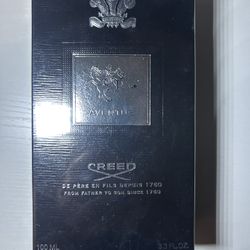 AVENTUS
CREED
DE PÈRE EN FILS DEPUIS 1760
FROM FATHER TO SON SINCE 1760
100 ML
3.3 FL.OZ.